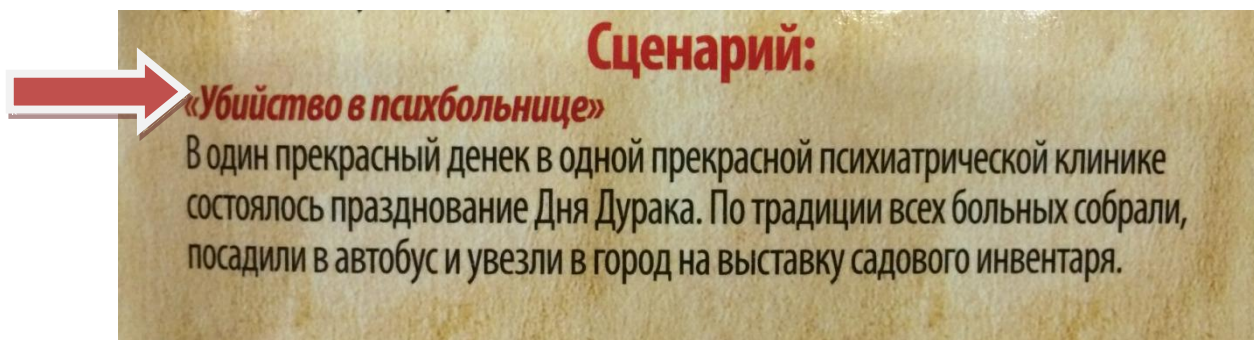 Сценарий:
«Убийство в психбольнице»
В один прекрасный денек в одной прекрасной психиатрической клинике
состоялось празднование Дня Дурака. По традиции всех больных собрали,
посадили в автобус и увезли в город на выставку садового инвентаря.